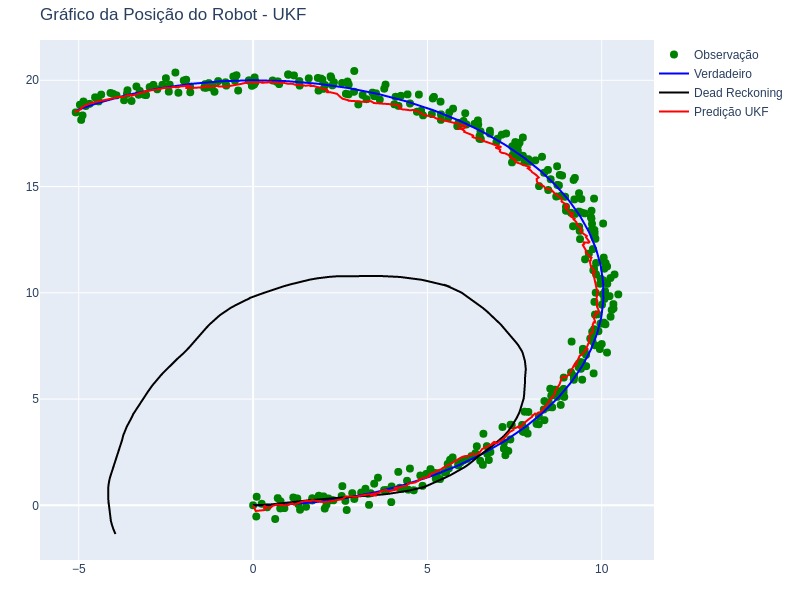 Gráfico da Posição do Robot - UKF
Observação
Verdadeiro
Dead Reckoning
Predição UKF
20
15
10
5
0
−5
0
5
10